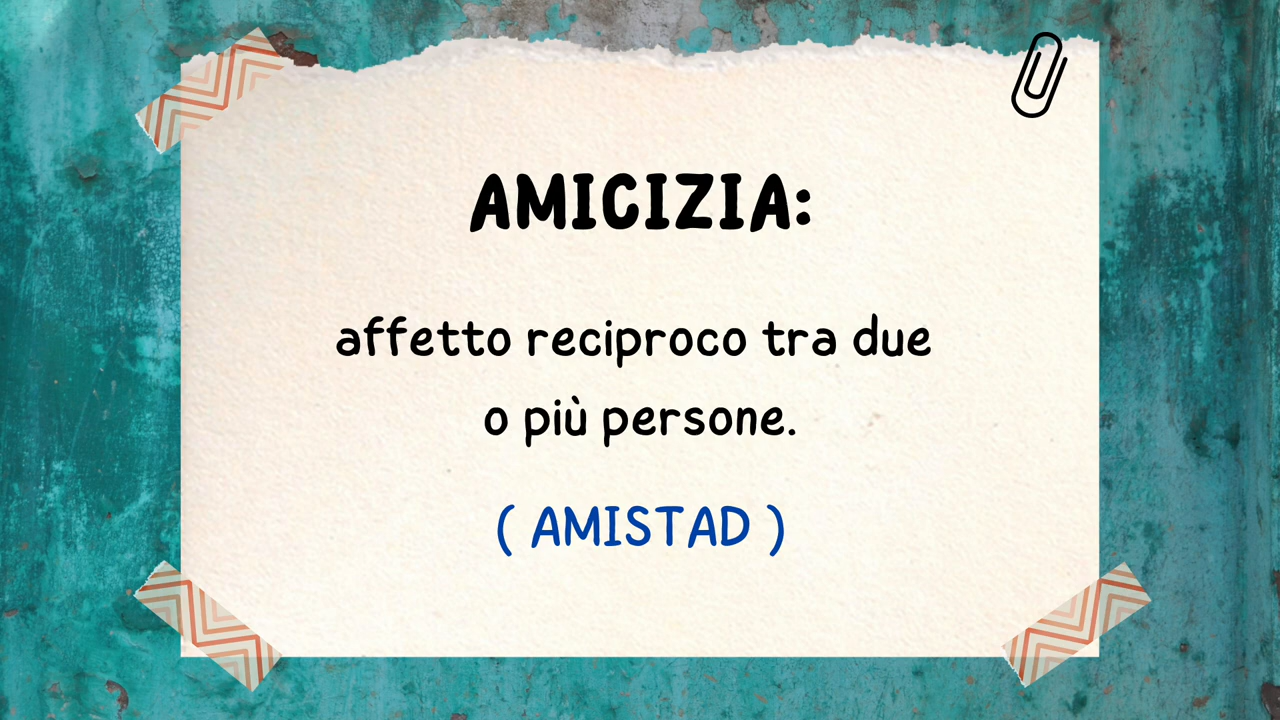 AMICIZIA:
affetto reciproco tra due
o più persone.
( AMISTAD )